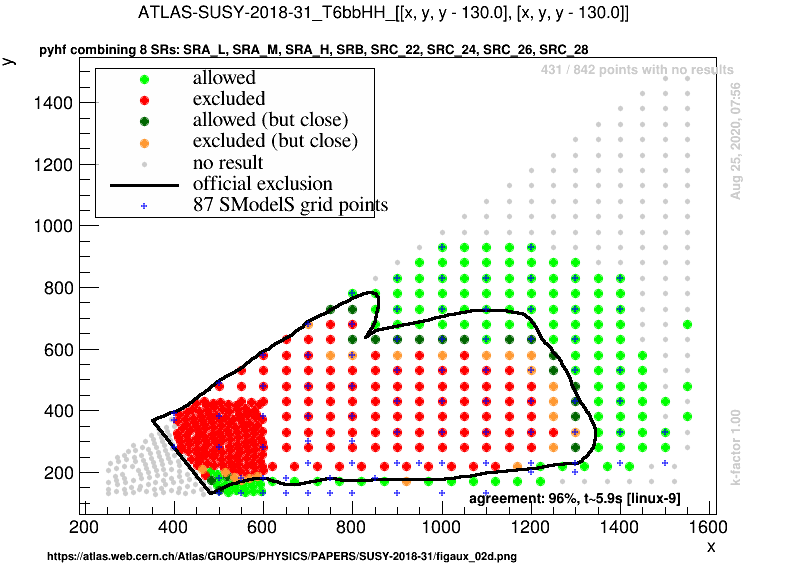 ATLAS-SUSY-2018-31_T6bbHH_[[x, y, y - 130.0], [x, y, y - 130.0]]
pyhf combining 8 SRs: SRA_L, SRA_M, SRA_H, SRB, SRC_22, SRC_24, SRC_26, SRC_28
y
431 / 842 points with no results
allowed
excluded
allowed (but close)
excluded (but close)
no result
official exclusion
87 SModelS grid points
Aug 25, 2020, 07:56
k-factor 1.00
1400
1200
1000
800
600
400
200
agreement: 96%, t~5.9s [linux-9]
200 400 600 800 1000 1200 1400 1600
x
https://atlas.web.cern.ch/Atlas/GROUPS/PHYSICS/PAPERS/SUSY-2018-31/figaux_02d.png